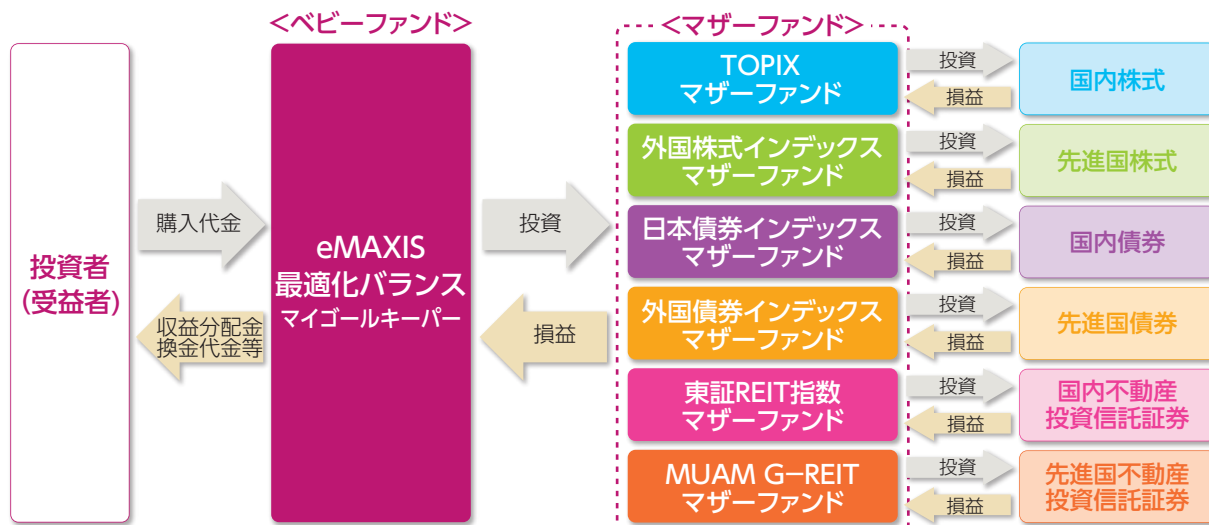 ＜ベビーファンド＞
＜マザーファンド＞
投資者
(受益者)
購入代金
収益分配金
換金代金等
eMAXIS
最適化バランス
マイゴールキーパー
投資
損益
TOPIX
マザーファンド
投資
損益
国内株式
外国株式インデックス
マザーファンド
投資
損益
先進国株式
日本債券インデックス
マザーファンド
投資
損益
国内債券
外国債券インデックス
マザーファンド
投資
損益
先進国債券
東証REIT指数
マザーファンド
投資
損益
国内不動産
投資信託証券
MUAM G−REIT
マザーファンド
投資
損益
先進国不動産
投資信託証券